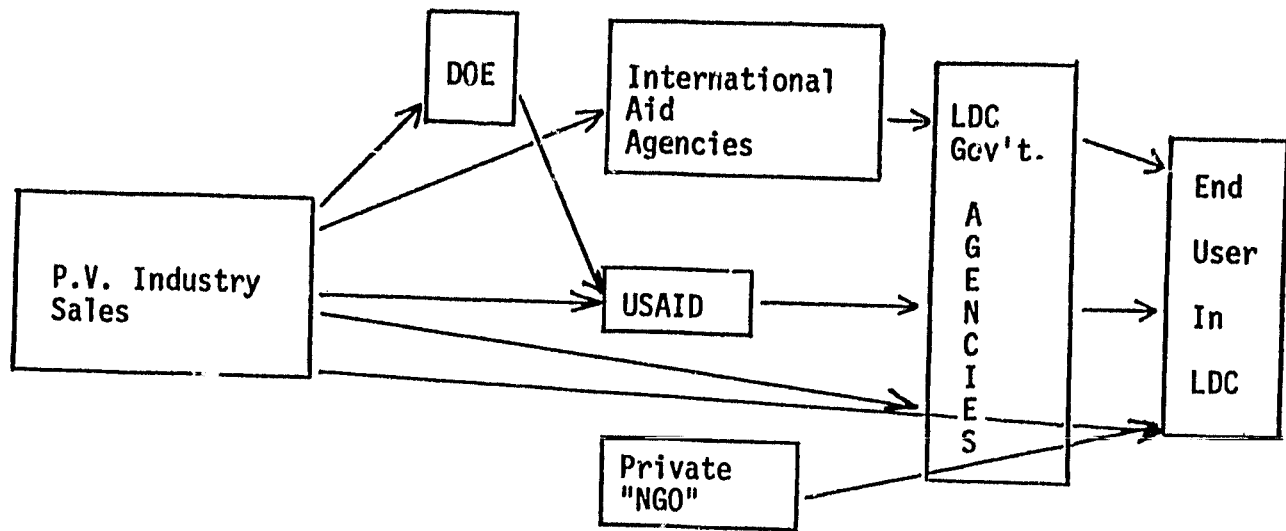 DOE
International
Aid
Agencies
LDC
Gov't.
A
G
E
N
C
I
E
S
End
User
In
LDC
P.V. Industry
Sales
USAID
Private
"NGO"